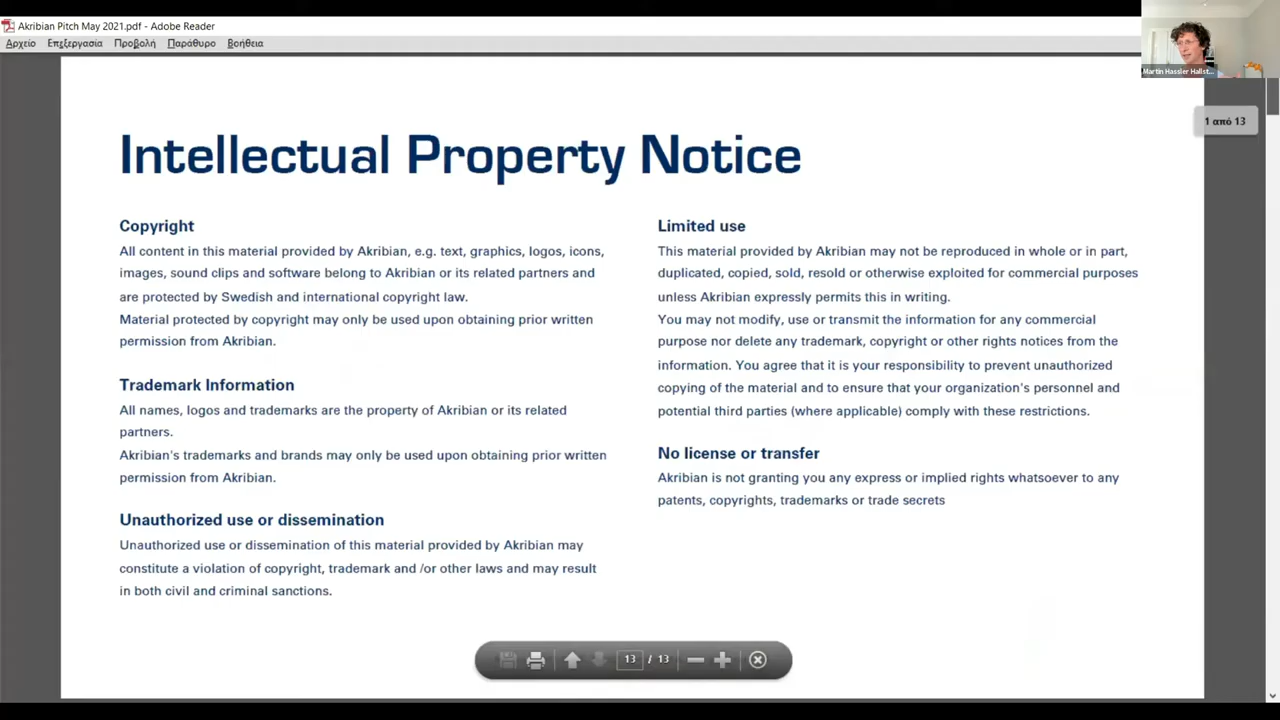 Akribian Pitch May 2021.pdf - Adobe Reader
Αρχείο Επεξεργασία Προβολή Παράθυρο Βοήθεια
Martin Hassler Hallst...
1 από 13
Intellectual Property Notice
Copyright
All content in this material provided by Akribian, e.g. text, graphics, logos, icons,
images, sound clips and software belong to Akribian or its related partners and
are protected by Swedish and international copyright law.
Material protected by copyright may only be used upon obtaining prior written
permission from Akribian.
Trademark Information
All names, logos and trademarks are the property of Akribian or its related
partners.
Akribian's trademarks and brands may only be used upon obtaining prior written
permission from Akribian.
Unauthorized use or dissemination
Unauthorized use or dissemination of this material provided by Akribian may
constitute a violation of copyright, trademark and /or other laws and may result
in both civil and criminal sanctions.
Limited use
This material provided by Akribian may not be reproduced in whole or in part,
duplicated, copied, sold, resold or otherwise exploited for commercial purposes
unless Akribian expressly permits this in writing.
You may not modify, use or transmit the information for any commercial
purpose nor delete any trademark, copyright or other rights notices from the
information. You agree that it is your responsibility to prevent unauthorized
copying of the material and to ensure that your organization's personnel and
potential third parties (where applicable) comply with these restrictions.
No license or transfer
Akribian is not granting you any express or implied rights whatsoever to any
patents, copyrights, trademarks or trade secrets
13 / 13